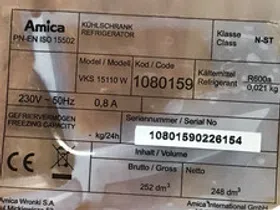 Amica
PN-EN ISO 15502
KÜHLSCHRANK
REFRIGERATOR
Klasse
Class
N-ST
Model / Model
VKS 15110 W
Kod / Code
1080159
Kältemittel
Refrigerant
R600a
0,021 kg
230V ~ 50Hz
0,8 A
GEFRIERVERMÖGEN
FREEZING CAPACITY
- kg/24h
Seriennummer / Serial No
10801590226154
Inhalt / Volume
Brutto / Gross
Netto /
252 dm³
248 dm³
CE
Amica Wronki S.A.
Amica International GmbH